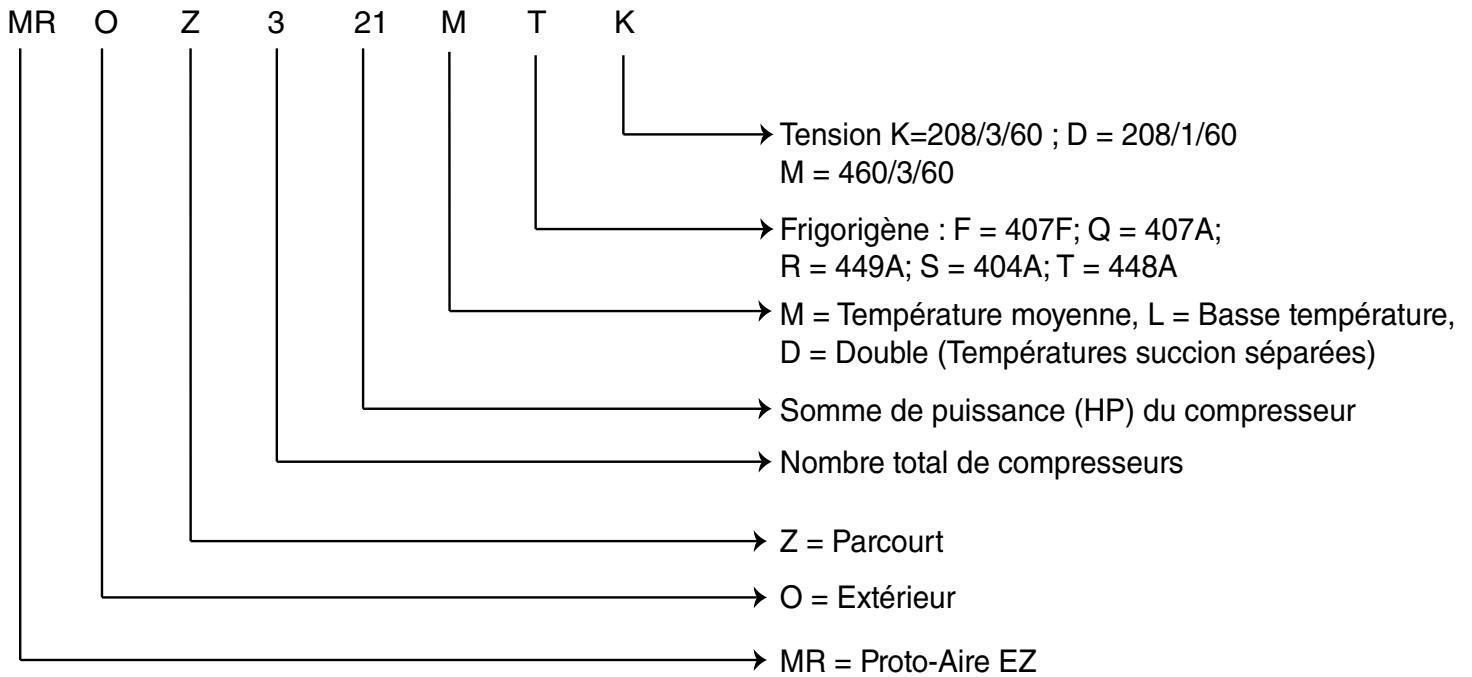 MR O Z 3 21 M T K
Tension K=208/3/60 ; D = 208/1/60
M = 460/3/60
Frigorigène : F = 407F; Q = 407A;
R = 449A; S = 404A; T = 448A
M = Température moyenne, L = Basse température,
D = Double (Températures succion séparées)
Somme de puissance (HP) du compresseur
Nombre total de compresseurs
Z = Parcourt
O = Extérieur
MR = Proto-Aire EZ